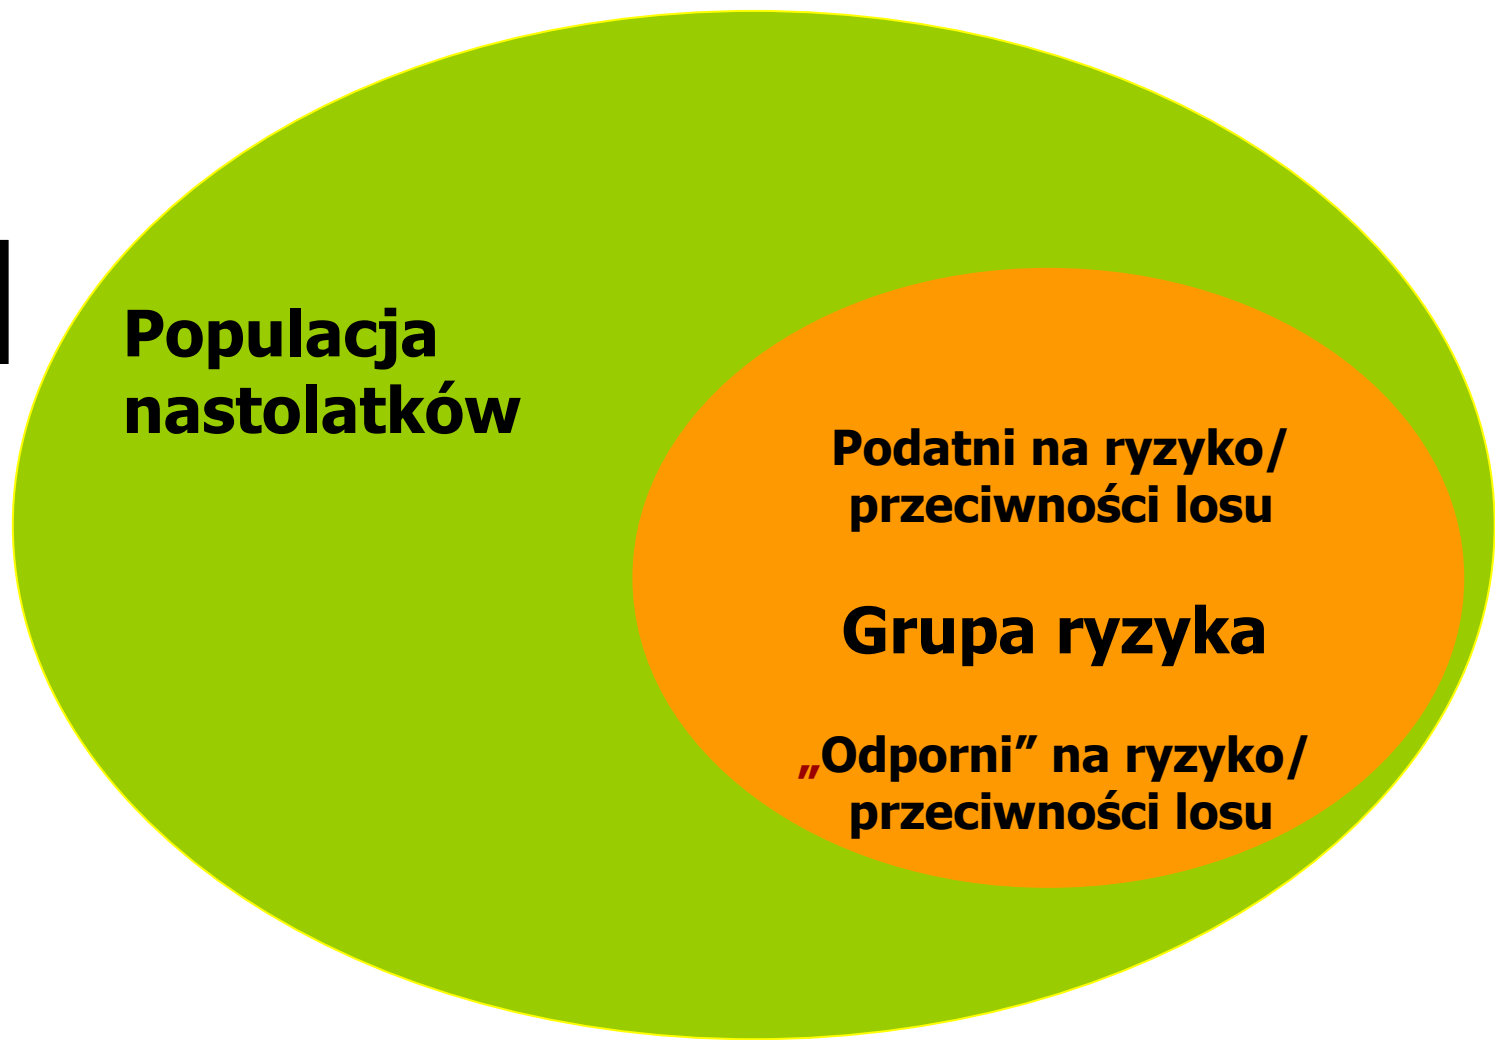 Populacja
nastolatków
Podatni na ryzyko/
przeciwności losu
Grupa ryzyka
„Odporni” na ryzyko/
przeciwności losu